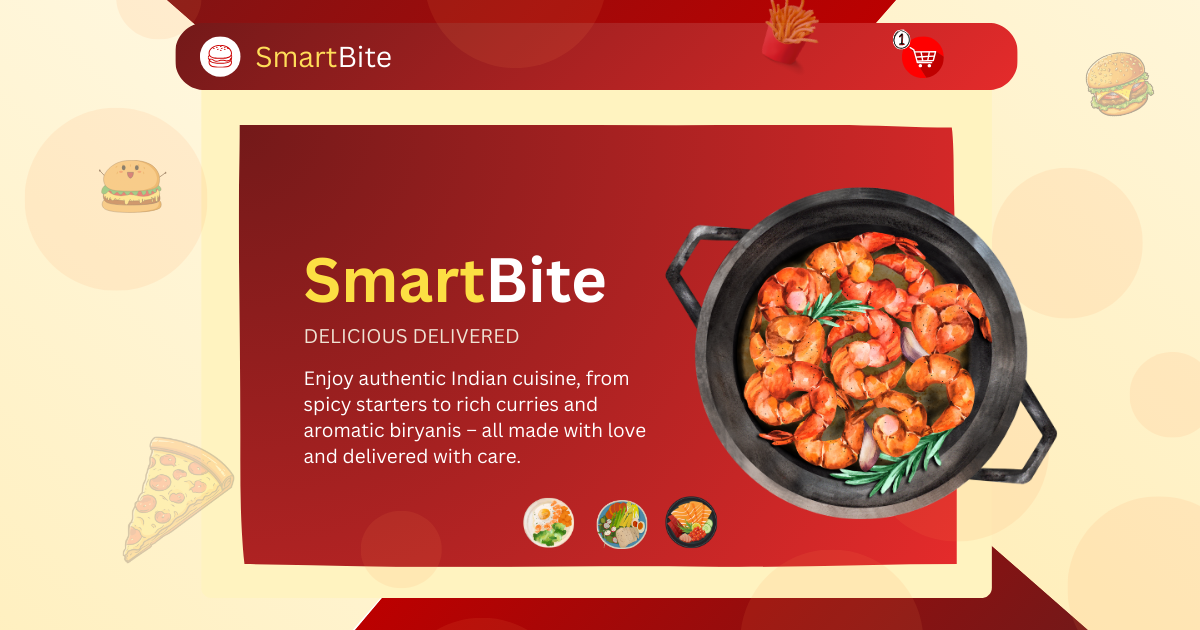 SmartBite
1
SmartBite
DELICIOUS DELIVERED
Enjoy authentic Indian cuisine, from
spicy starters to rich curries and
aromatic biryanis – all made with love
and delivered with care.